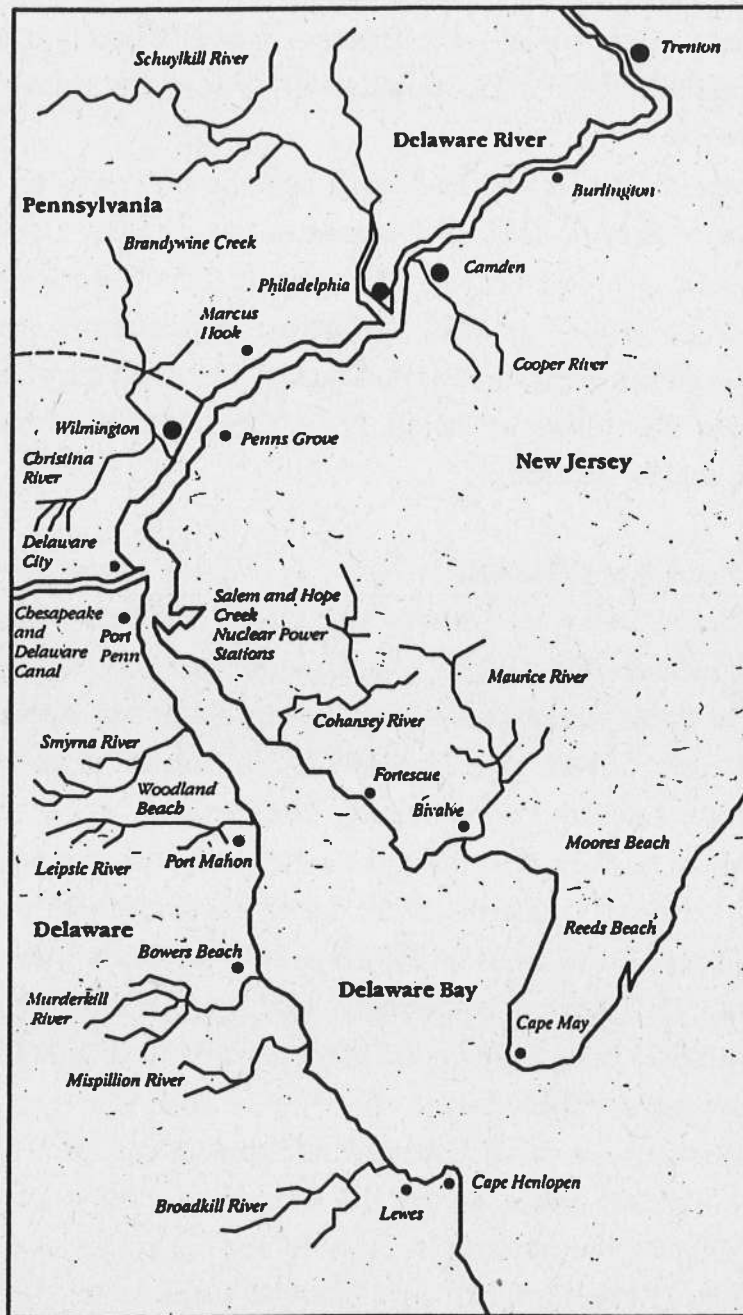 Schuylkill River
Trenton
Delaware River
Burlington
Pennsylvania
Brandywine Creek
Philadelphia
Camden
Marcus
Hook
Cooper River
Wilmington
Penns Grove
Christina
River
New Jersey
Delaware
City
Salem and Hope
Creek
Nuclear Power
Stations
Chesapeake
and
Delaware
Canal
Port
Penn
Maurice River
Cohansey River
Smyrna River
Woodland
Beach
Fortescue
Bivalve
Leipsic River
Port Mahon
Moores Beach
Delaware
Reeds Beach
Bowers Beach
Delaware Bay
Murderkill
River
Cape May
Mispillion River
Broadkill River
Lewes
Cape Henlopen